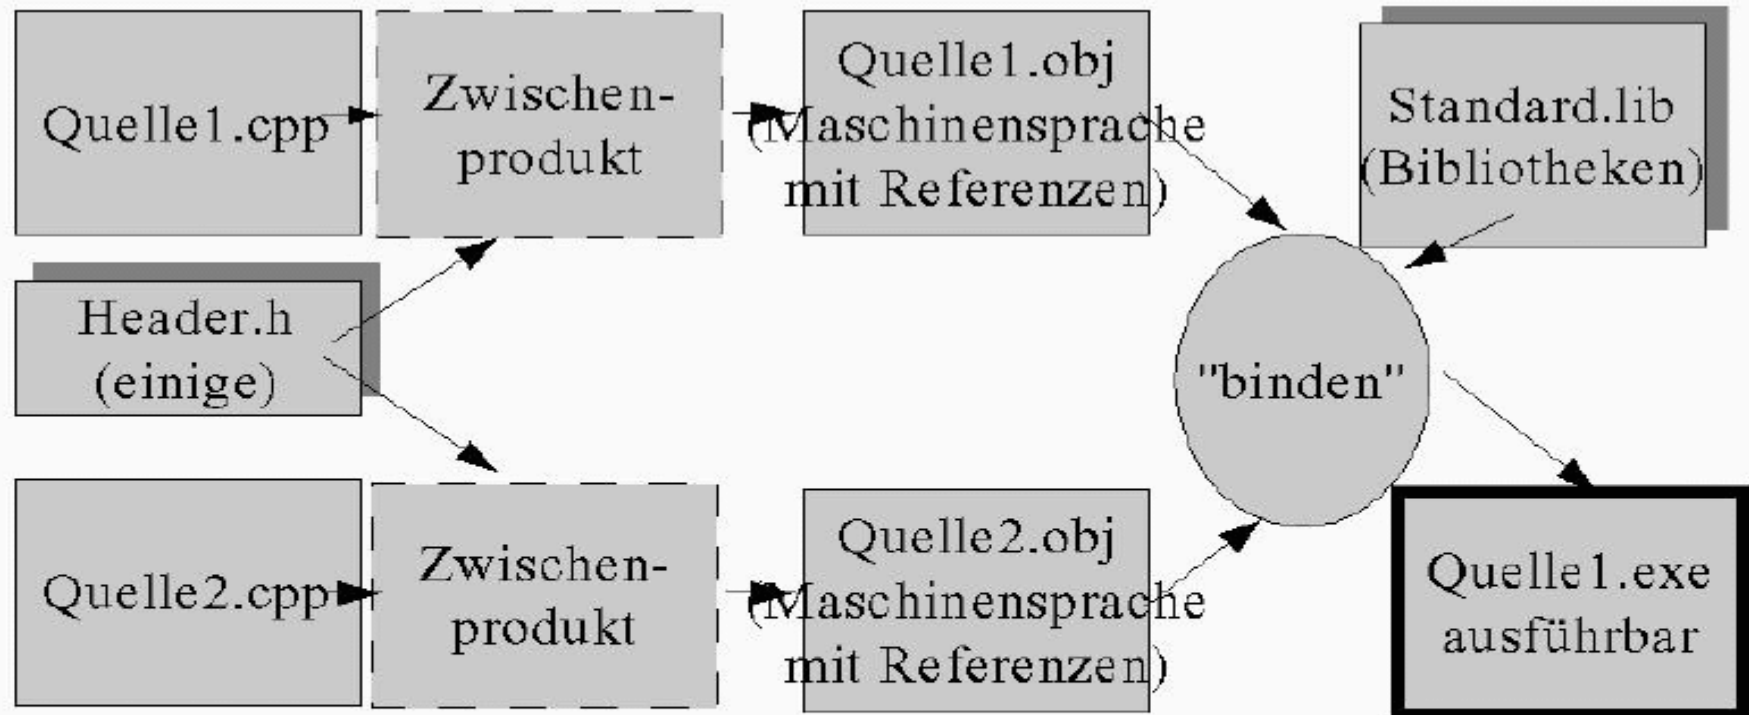 Quelle1.cpp
Zwischen-
produkt
Quelle1.obj
(Maschinensprache
mit Referenzen)
Standard.lib
(Bibliotheken)
Header.h
(einige)
"binden"
Quelle2.cpp
Zwischen-
produkt
Quelle2.obj
(Maschinensprache
mit Referenzen)
Quelle1.exe
ausführbar